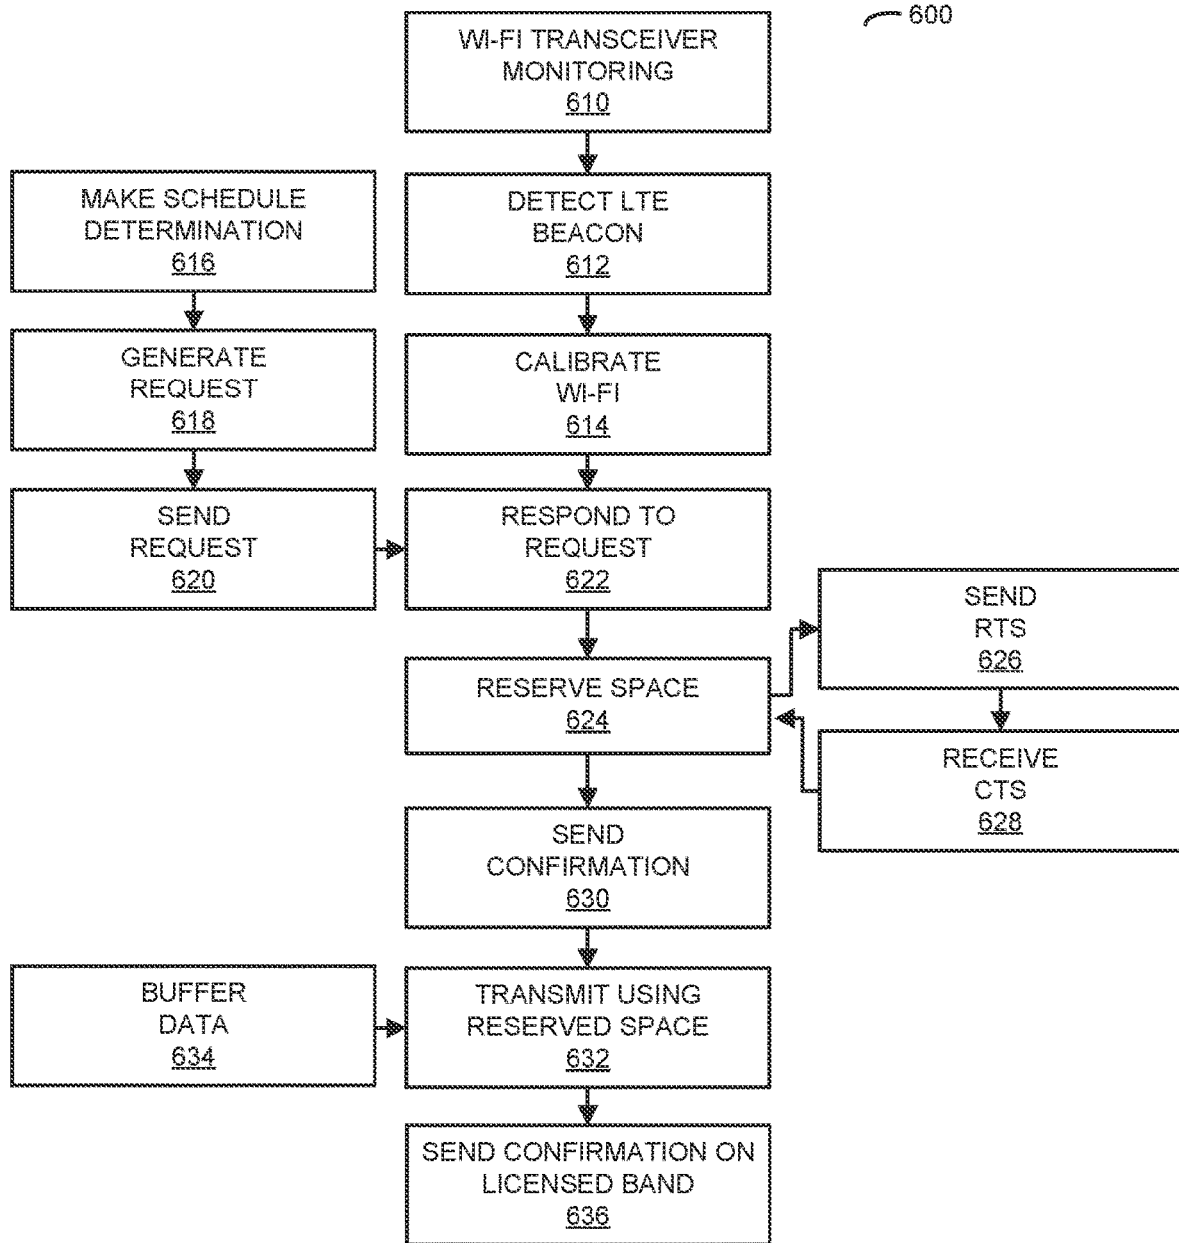 600
WI-FI TRANSCEIVER
MONITORING
610
MAKE SCHEDULE
DETERMINATION
616
DETECT LTE
BEACON
612
GENERATE
REQUEST
618
CALIBRATE
WI-FI
614
SEND
REQUEST
620
RESPOND TO
REQUEST
622
RESERVE SPACE
624
SEND
RTS
626
RECEIVE
CTS
628
SEND
CONFIRMATION
630
BUFFER
DATA
634
TRANSMIT USING
RESERVED SPACE
632
SEND CONFIRMATION ON
LICENSED BAND
636